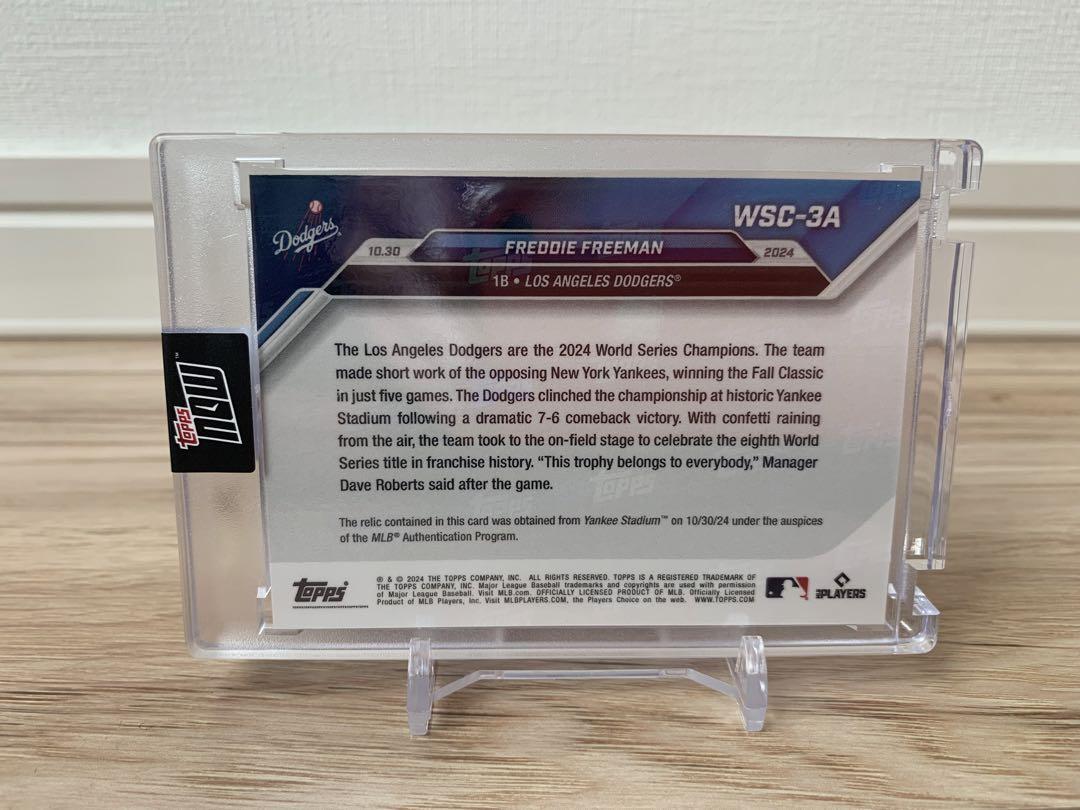 Dodgers
WSC-3A
10.30
FREDDIE FREEMAN
2024
1B • LOS ANGELES DODGERS®
The Los Angeles Dodgers are the 2024 World Series Champions. The team
made short work of the opposing New York Yankees, winning the Fall Classic
in just five games. The Dodgers clinched the championship at historic Yankee
Stadium following a dramatic 7-6 comeback victory. With confetti raining
from the air, the team took to the on-field stage to celebrate the eighth World
Series title in franchise history. “This trophy belongs to everybody,” Manager
Dave Roberts said after the game.
The relic contained in this card was obtained from Yankee Stadium™ on 10/30/24 under the auspices
of the MLB® Authentication Program.
topps NOW™
Topps®
® & © 2024 THE TOPPS COMPANY, INC. ALL RIGHTS RESERVED. TOPPS IS A REGISTERED TRADEMARK OF
THE TOPPS COMPANY, INC. Major League Baseball trademarks and copyrights are used with permission
of Major League Baseball. Visit MLB.com. OFFICIALLY LICENSED PRODUCT OF MLB. Officially Licensed
Product of MLB Players, Inc. Visit MLBPLAYERS.COM, the Players Choice on the web. WWW.TOPPS.COM
MLB PLAYERS